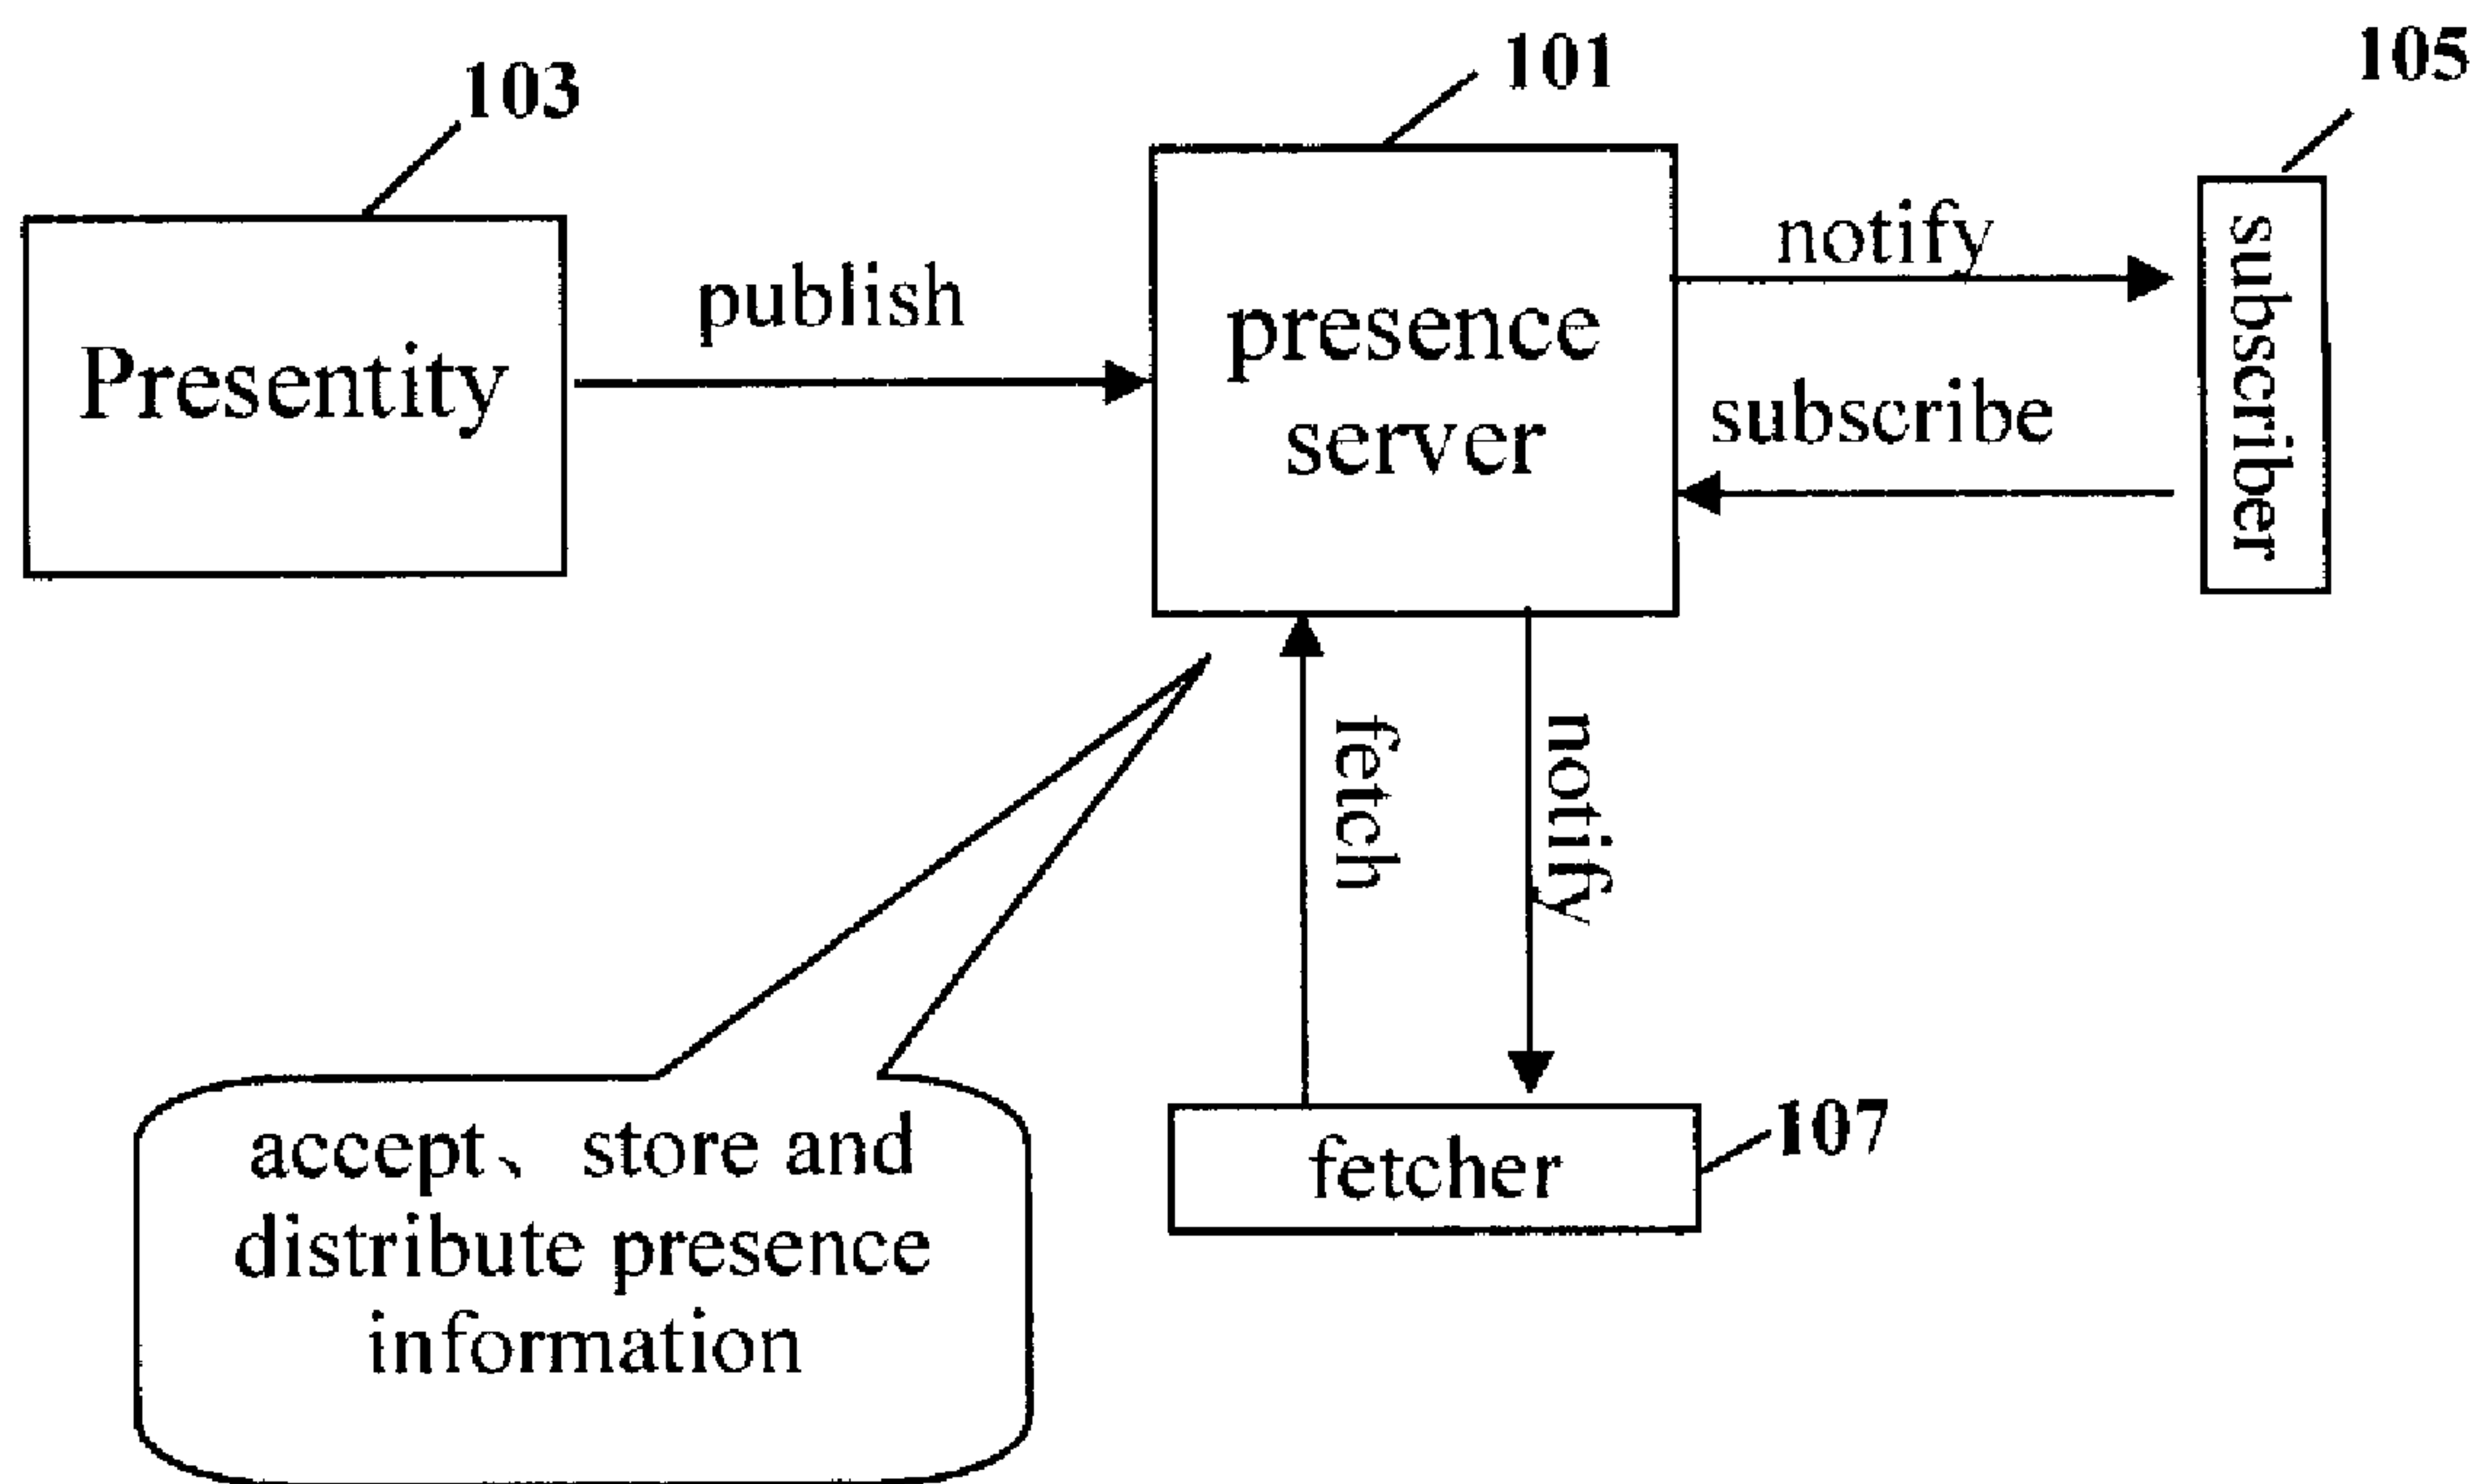 103
101
105
Presentity
publish
presence
server
notify
subscribe
subscriber
fetch
notify
accept、 store and
distribute presence
information
fetcher
107